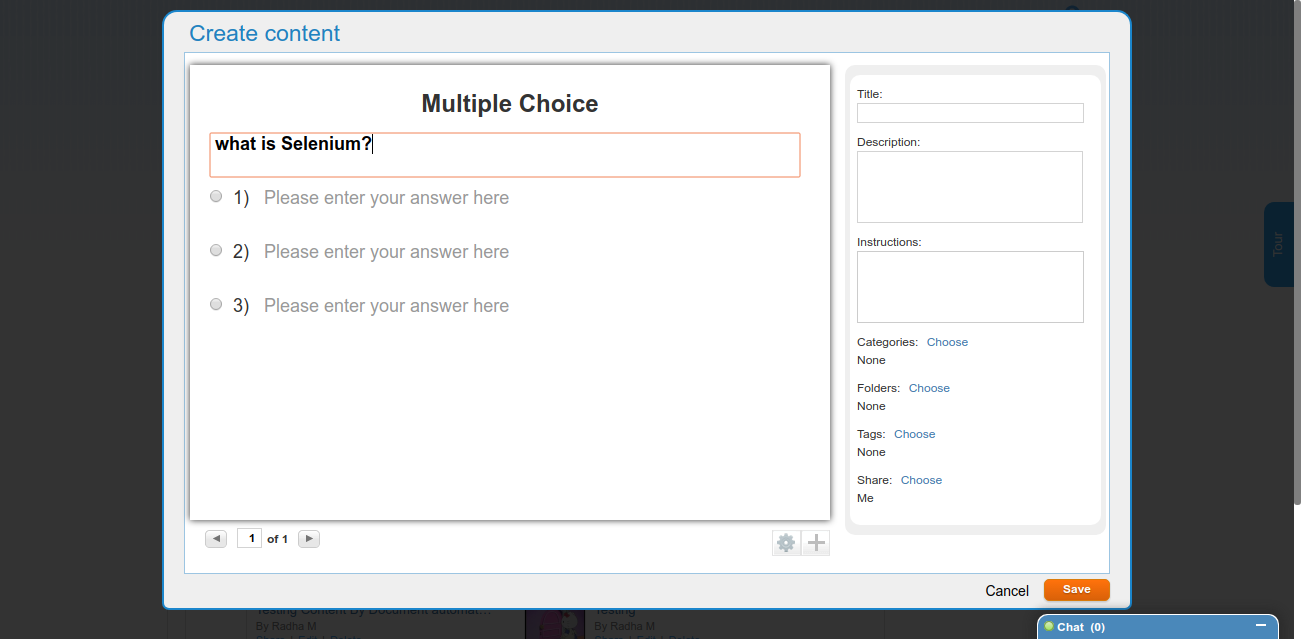 Create content
Multiple Choice
what is Selenium?
1) Please enter your answer here
2) Please enter your answer here
3) Please enter your answer here
1 of 1
Title:
Description:
Instructions:
Categories: Choose
None
Folders: Choose
None
Tags: Choose
None
Share: Choose
Me
Cancel
Save
Tour
Testing Content By Document automat...
By Radha M
Testing
By Radha M
Chat (0)